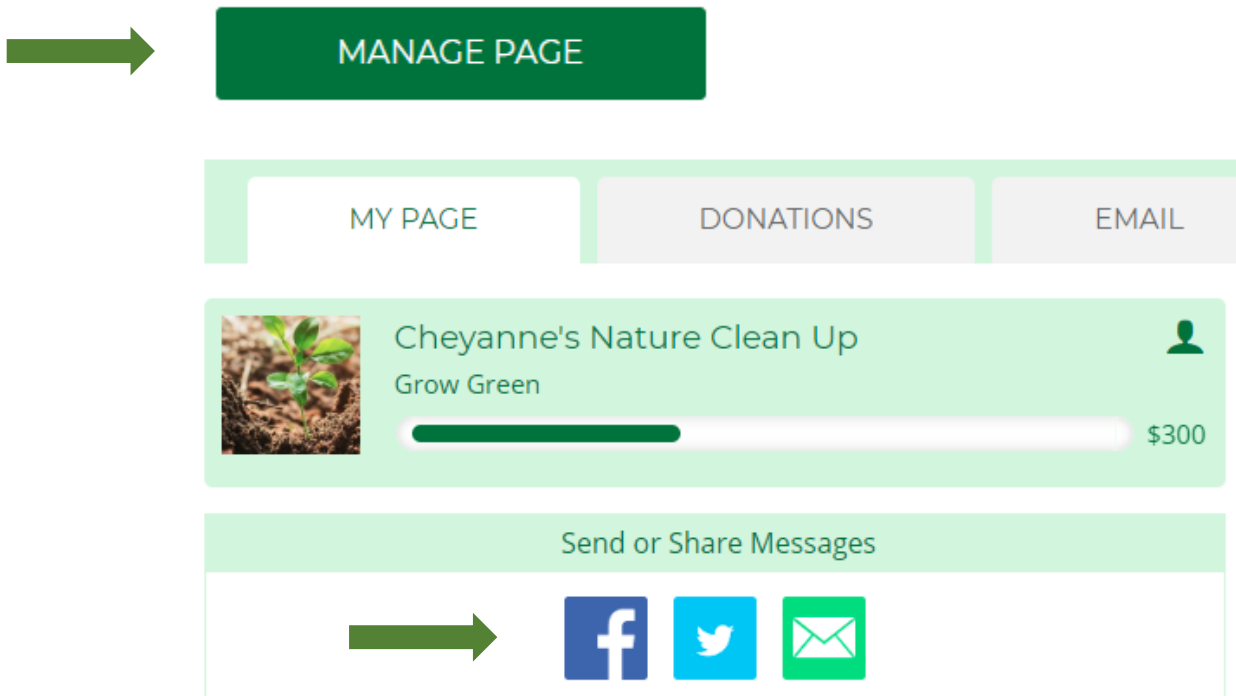 MANAGE PAGE
MY PAGE DONATIONS EMAIL
Cheyanne's Nature Clean Up
Grow Green
$300
Send or Share Messages